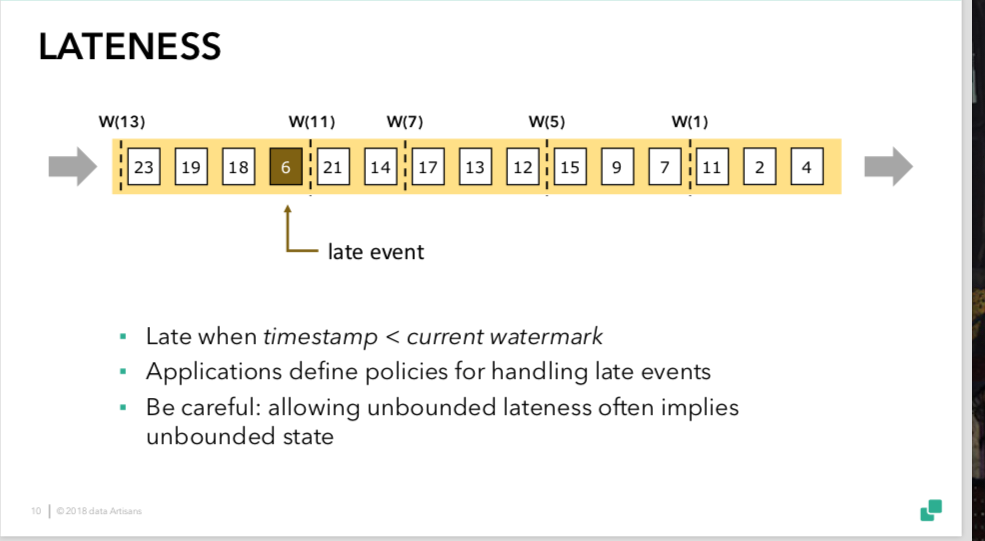 LATENESS
W(13) W(11) W(7) W(5) W(1)
23 19 18 6 21 14 17 13 12 15 9 7 11 2 4
late event
Late when timestamp < current watermark
Applications define policies for handling late events
Be careful: allowing unbounded lateness often implies
unbounded state
10 | © 2018 data Artisans